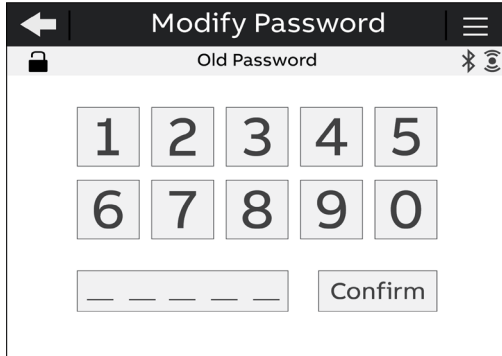 Modify Password
Old Password
1 2 3 4 5
6 7 8 9 0
_ _ _ _ _ Confirm